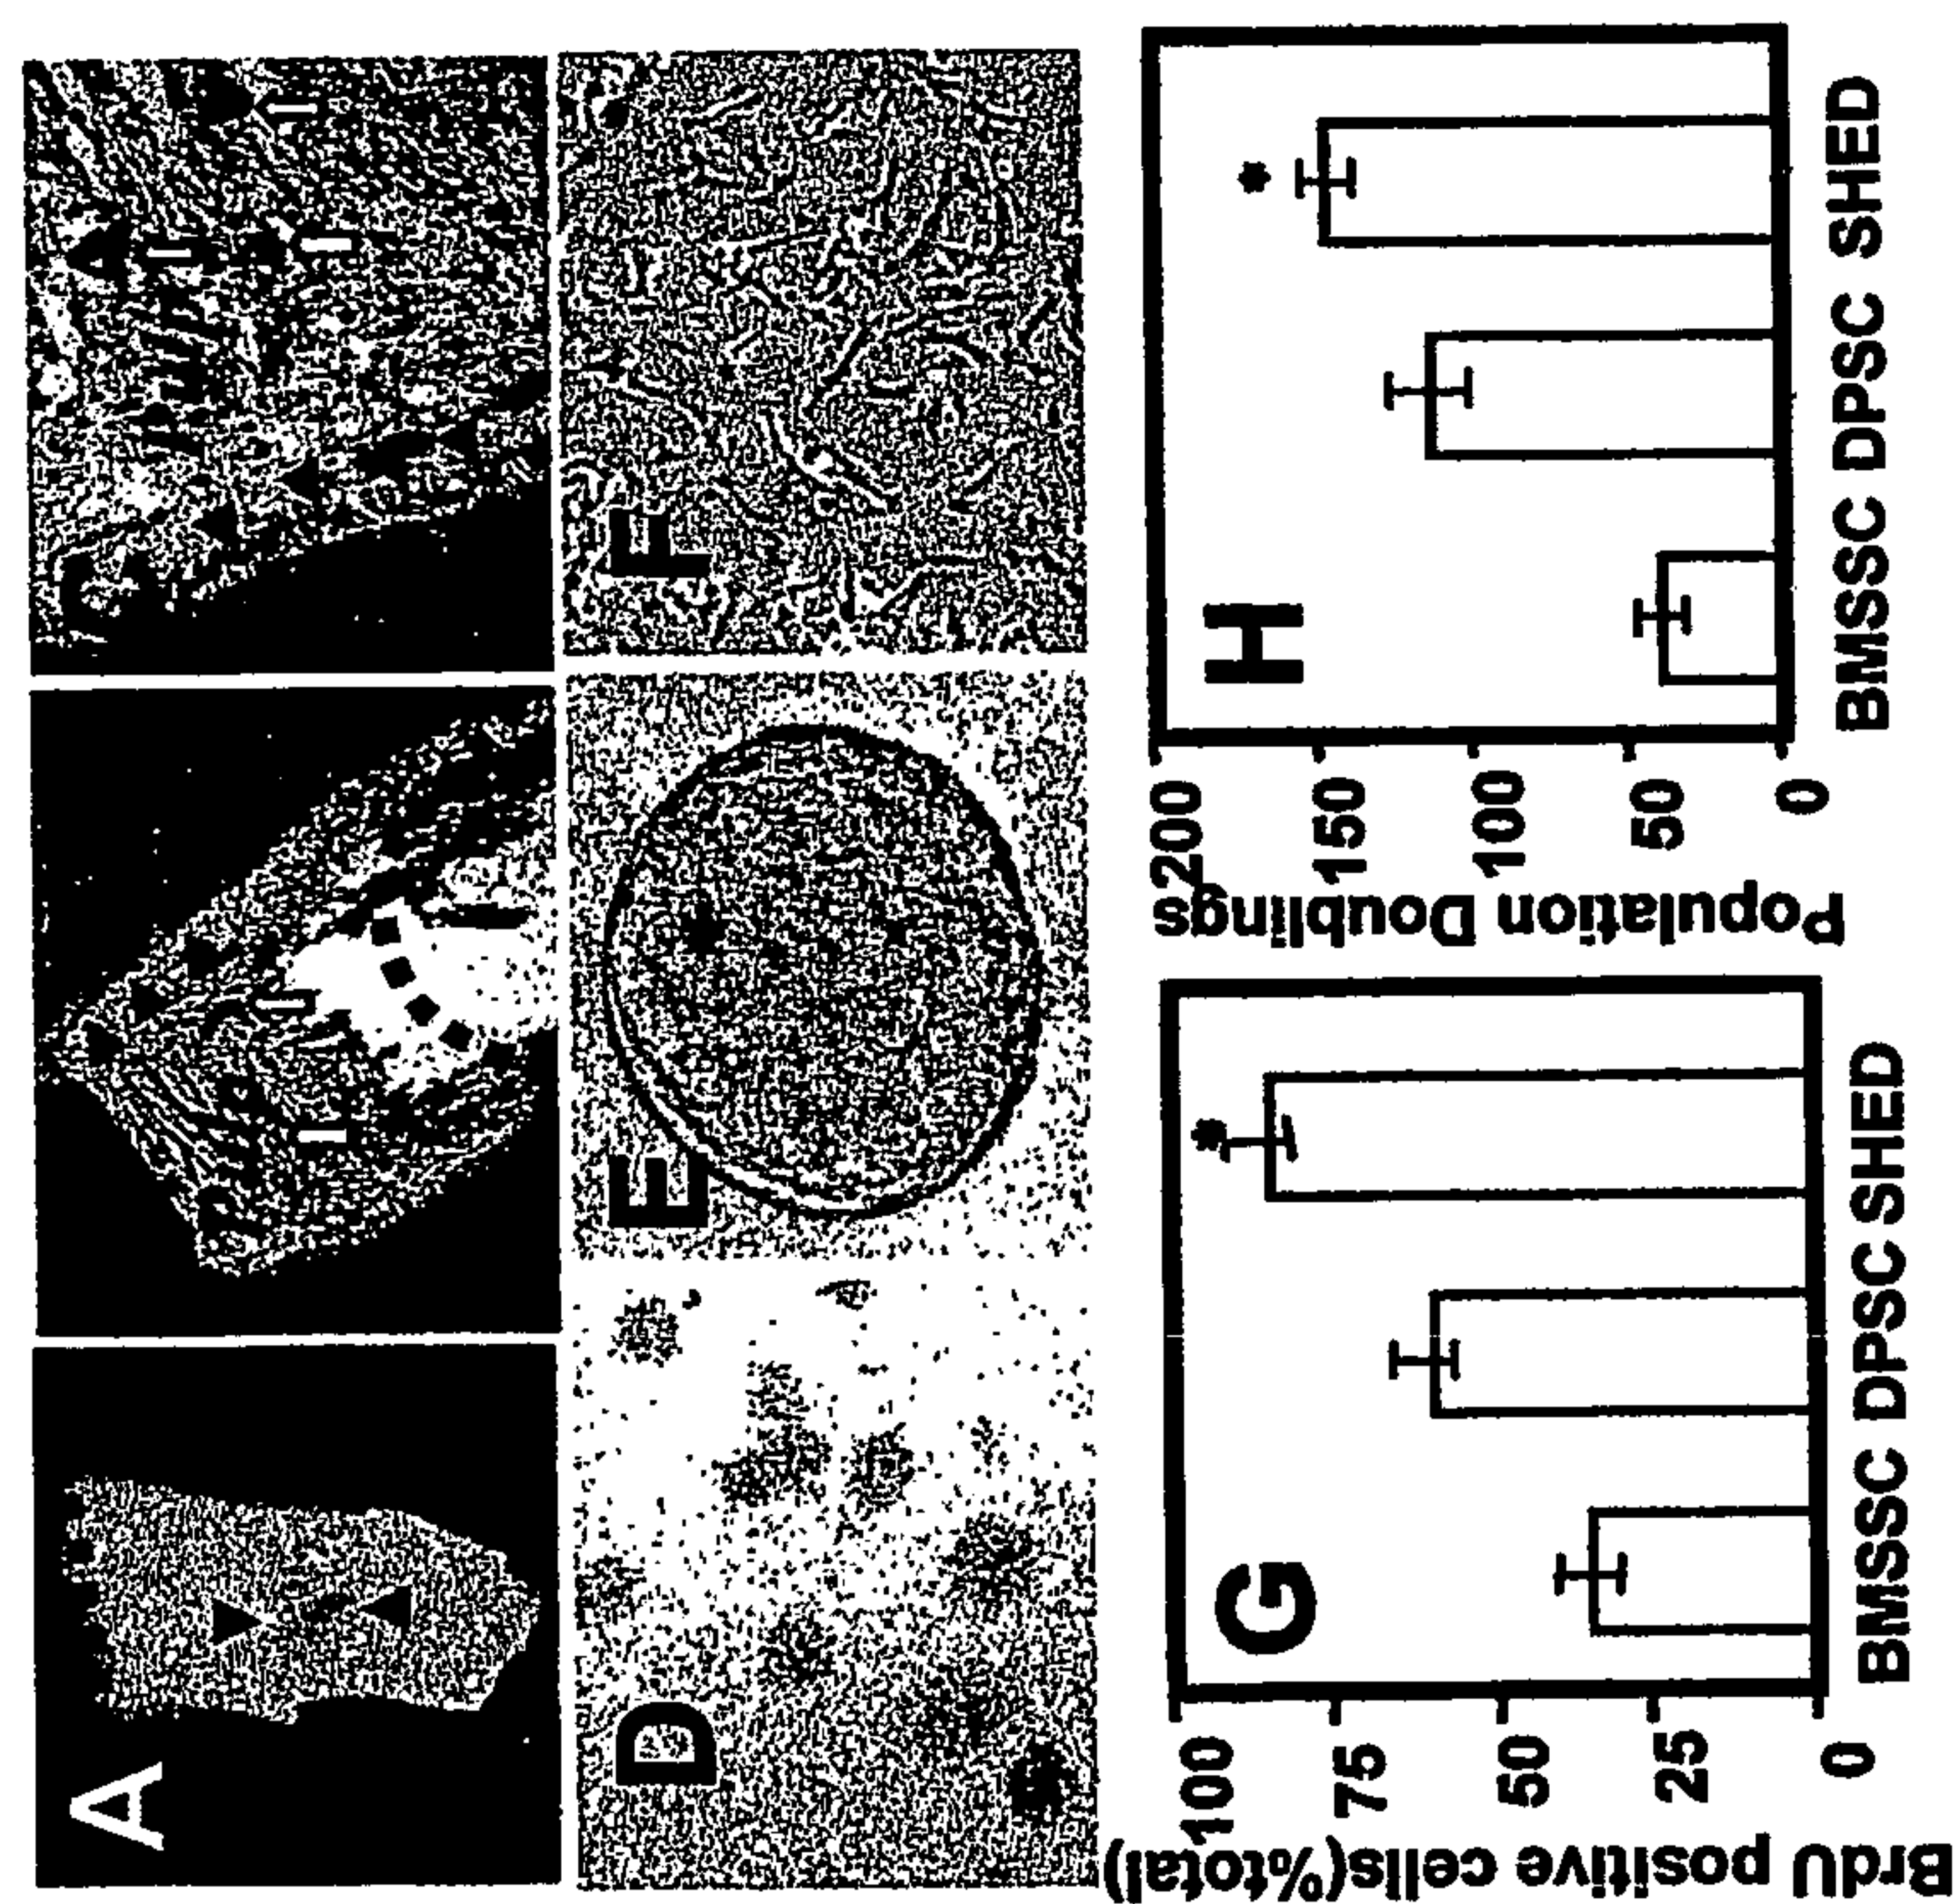 A
D
E
F
G
BrdU positive cells(%total)
100
75
50
25
0
BMSSC DPSC SHED
*
H
Population Doublings
200
150
100
50
0
BMSSC DPSC SHED
*